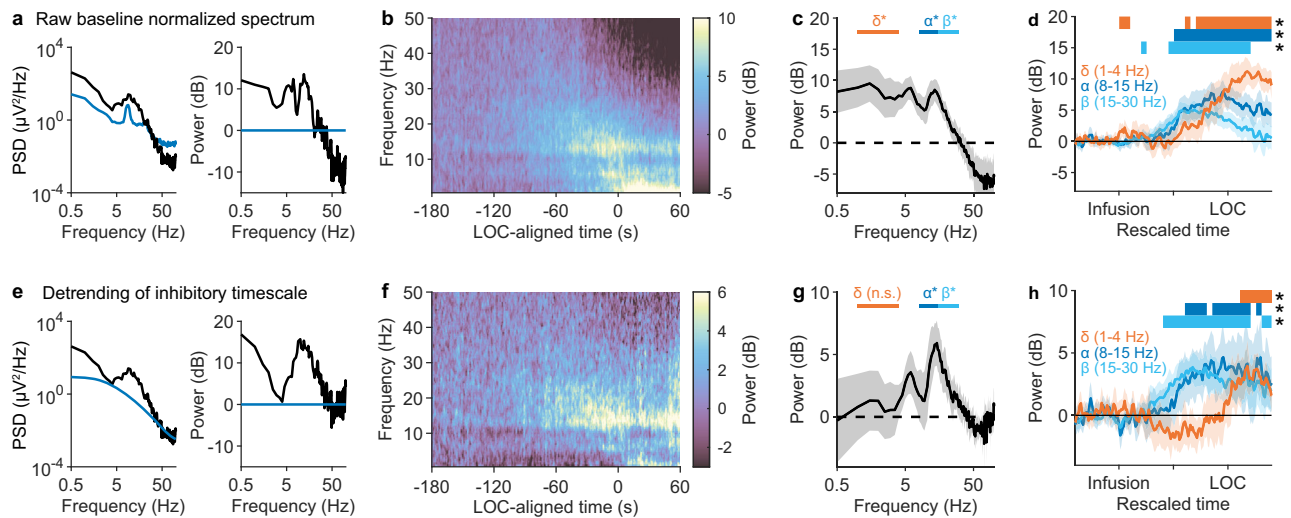 a Raw baseline normalized spectrum
PSD (µV²/Hz)
10⁴
10⁰
10⁻⁴
0.5 5 50
Frequency (Hz)
Power (dB)
20
10
0
-10
0.5 5 50
Frequency (Hz)
b
Frequency (Hz)
50
40
30
20
10
-180 -120 -60 0 60
LOC-aligned time (s)
10
5
0
-5
Power (dB)
c
Power (dB)
20
15
10
5
0
-5
δ* α* β*
0.5 5 50
Frequency (Hz)
d
Power (dB)
20
15
10
5
0
-5
*
*
*
δ (1-4 Hz)
α (8-15 Hz)
β (15-30 Hz)
Infusion LOC
Rescaled time
e Detrending of inhibitory timescale
PSD (µV²/Hz)
10⁴
10⁰
10⁻⁴
0.5 5 50
Frequency (Hz)
Power (dB)
20
10
0
-10
0.5 5 50
Frequency (Hz)
f
Frequency (Hz)
50
40
30
20
10
-180 -120 -60 0 60
LOC-aligned time (s)
6
4
2
0
-2
Power (dB)
g
Power (dB)
10
5
0
δ (n.s.) α* β*
0.5 5 50
Frequency (Hz)
h
Power (dB)
10
5
0
*
*
*
δ (1-4 Hz)
α (8-15 Hz)
β (15-30 Hz)
Infusion LOC
Rescaled time